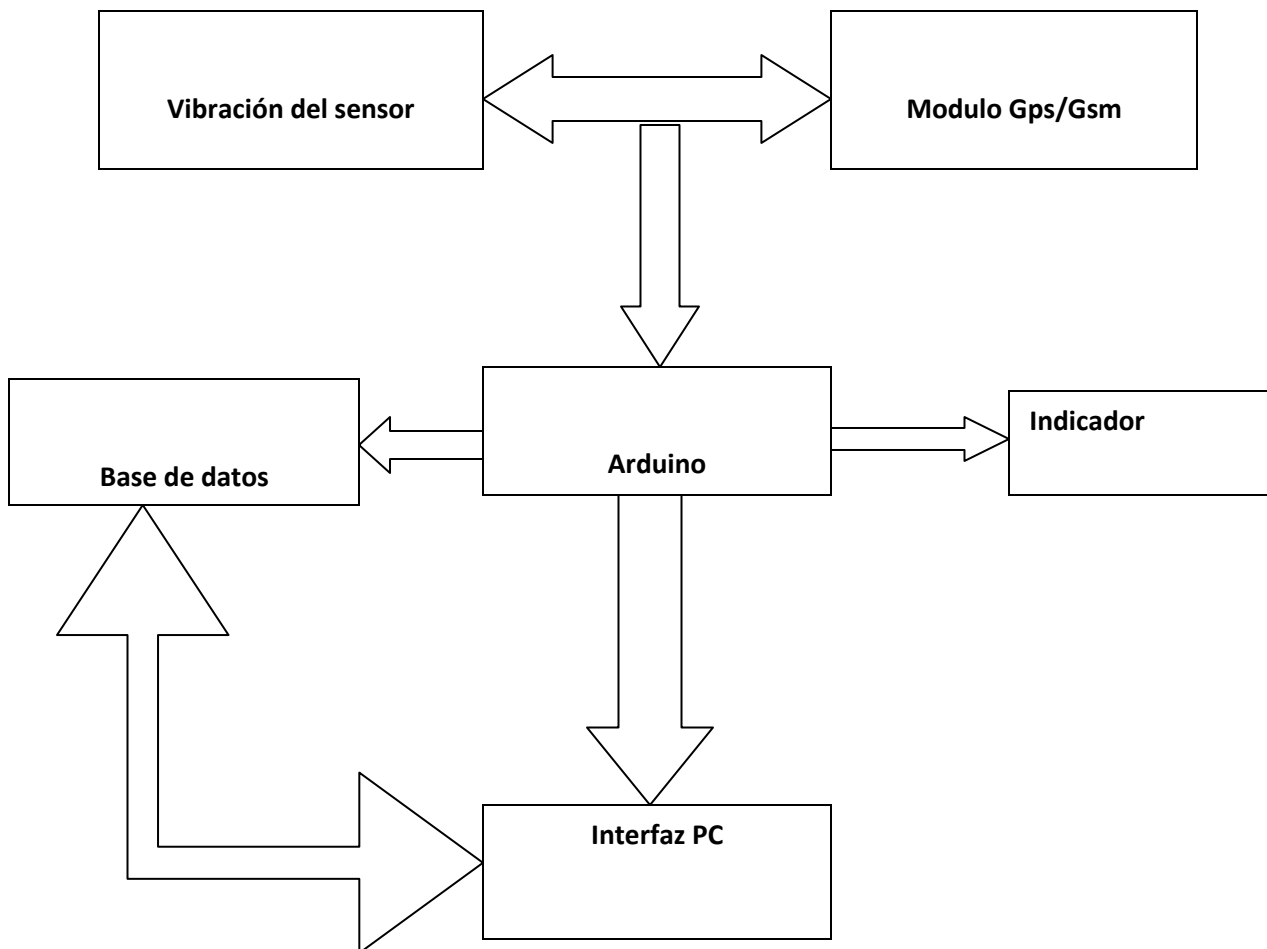 Vibración del sensor
Modulo Gps/Gsm
Base de datos
Arduino
Indicador
Interfaz PC